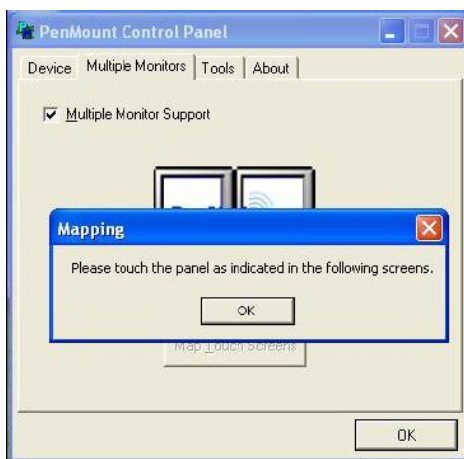 PenMount Control Panel
Device Multiple Monitors Tools About
Multiple Monitor Support
Mapping
Please touch the panel as indicated in the following screens.
OK
Map Touch Screens
OK